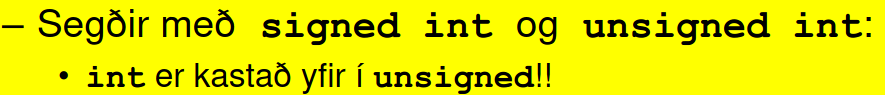 – Segðir með signed int og unsigned int:
• int er kastað yfir í unsigned!!